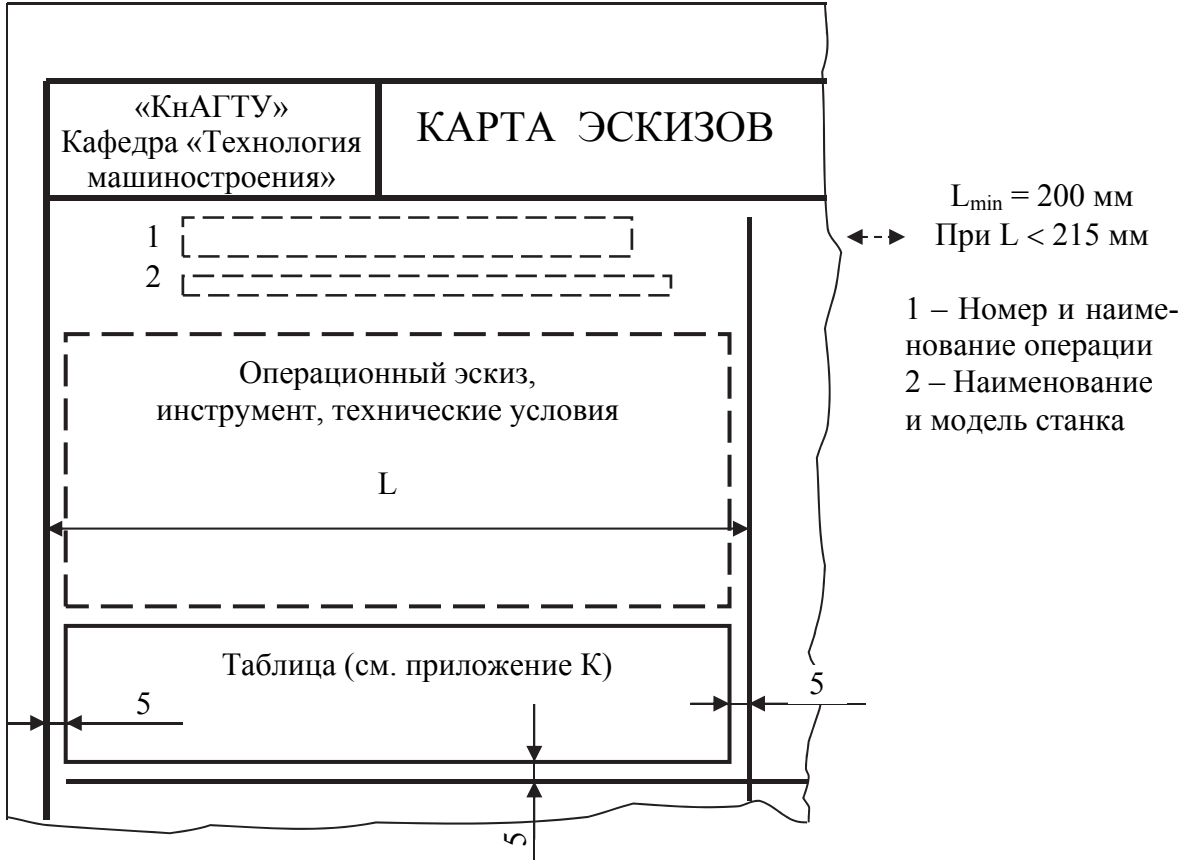 «КнАГТУ»
Кафедра «Технология
машиностроения»
КАРТА ЭСКИЗОВ
1
2
Операционный эскиз,
инструмент, технические условия
L
Таблица (см. приложение К)
5
5
5
L_min = 200 мм
При L < 215 мм
1 – Номер и наиме-
нование операции
2 – Наименование
и модель станка